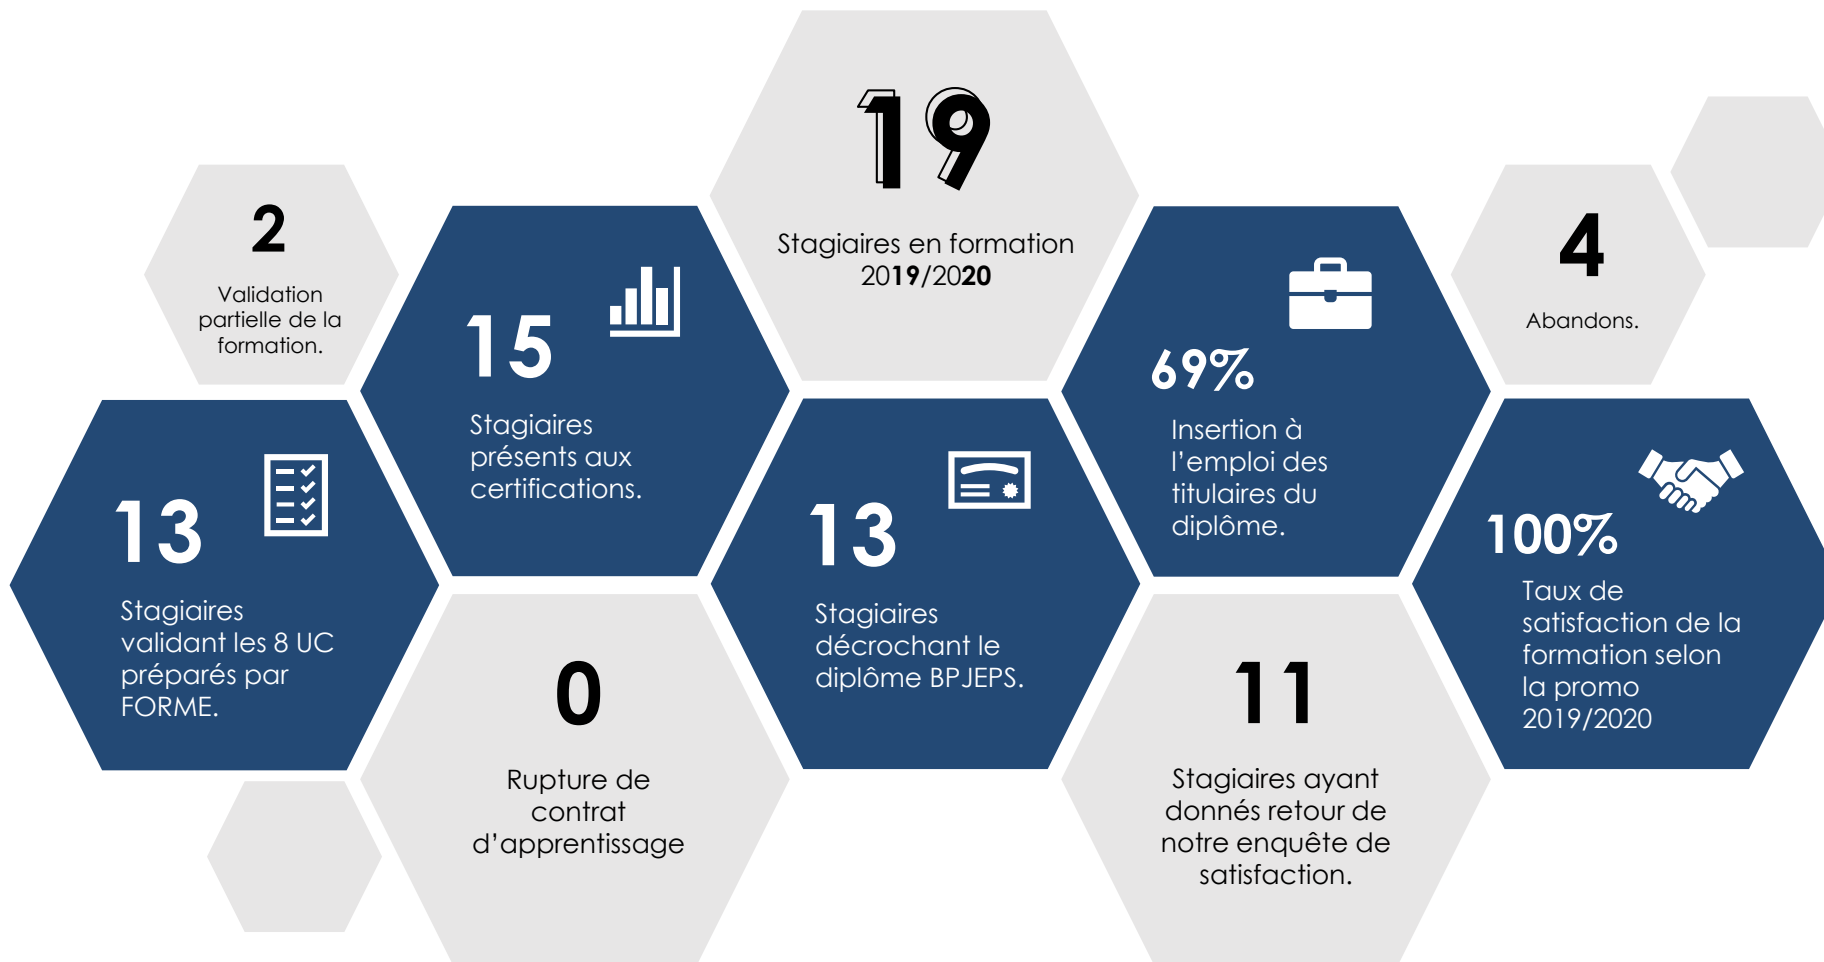 19
Stagiaires en formation
2019/2020
2
Validation
partielle de la
formation.
15
Stagiaires
présents aux
certifications.
69%
Insertion à
l'emploi des
titulaires du
diplôme.
4
Abandons.
13
Stagiaires
validant les 8 UC
préparés par
FORME.
13
Stagiaires
décrochant le
diplôme BPJEPS.
100%
Taux de
satisfaction de la
formation selon
la promo
2019/2020
0
Rupture de
contrat
d'apprentissage
11
Stagiaires ayant
donnés retour de
notre enquête de
satisfaction.